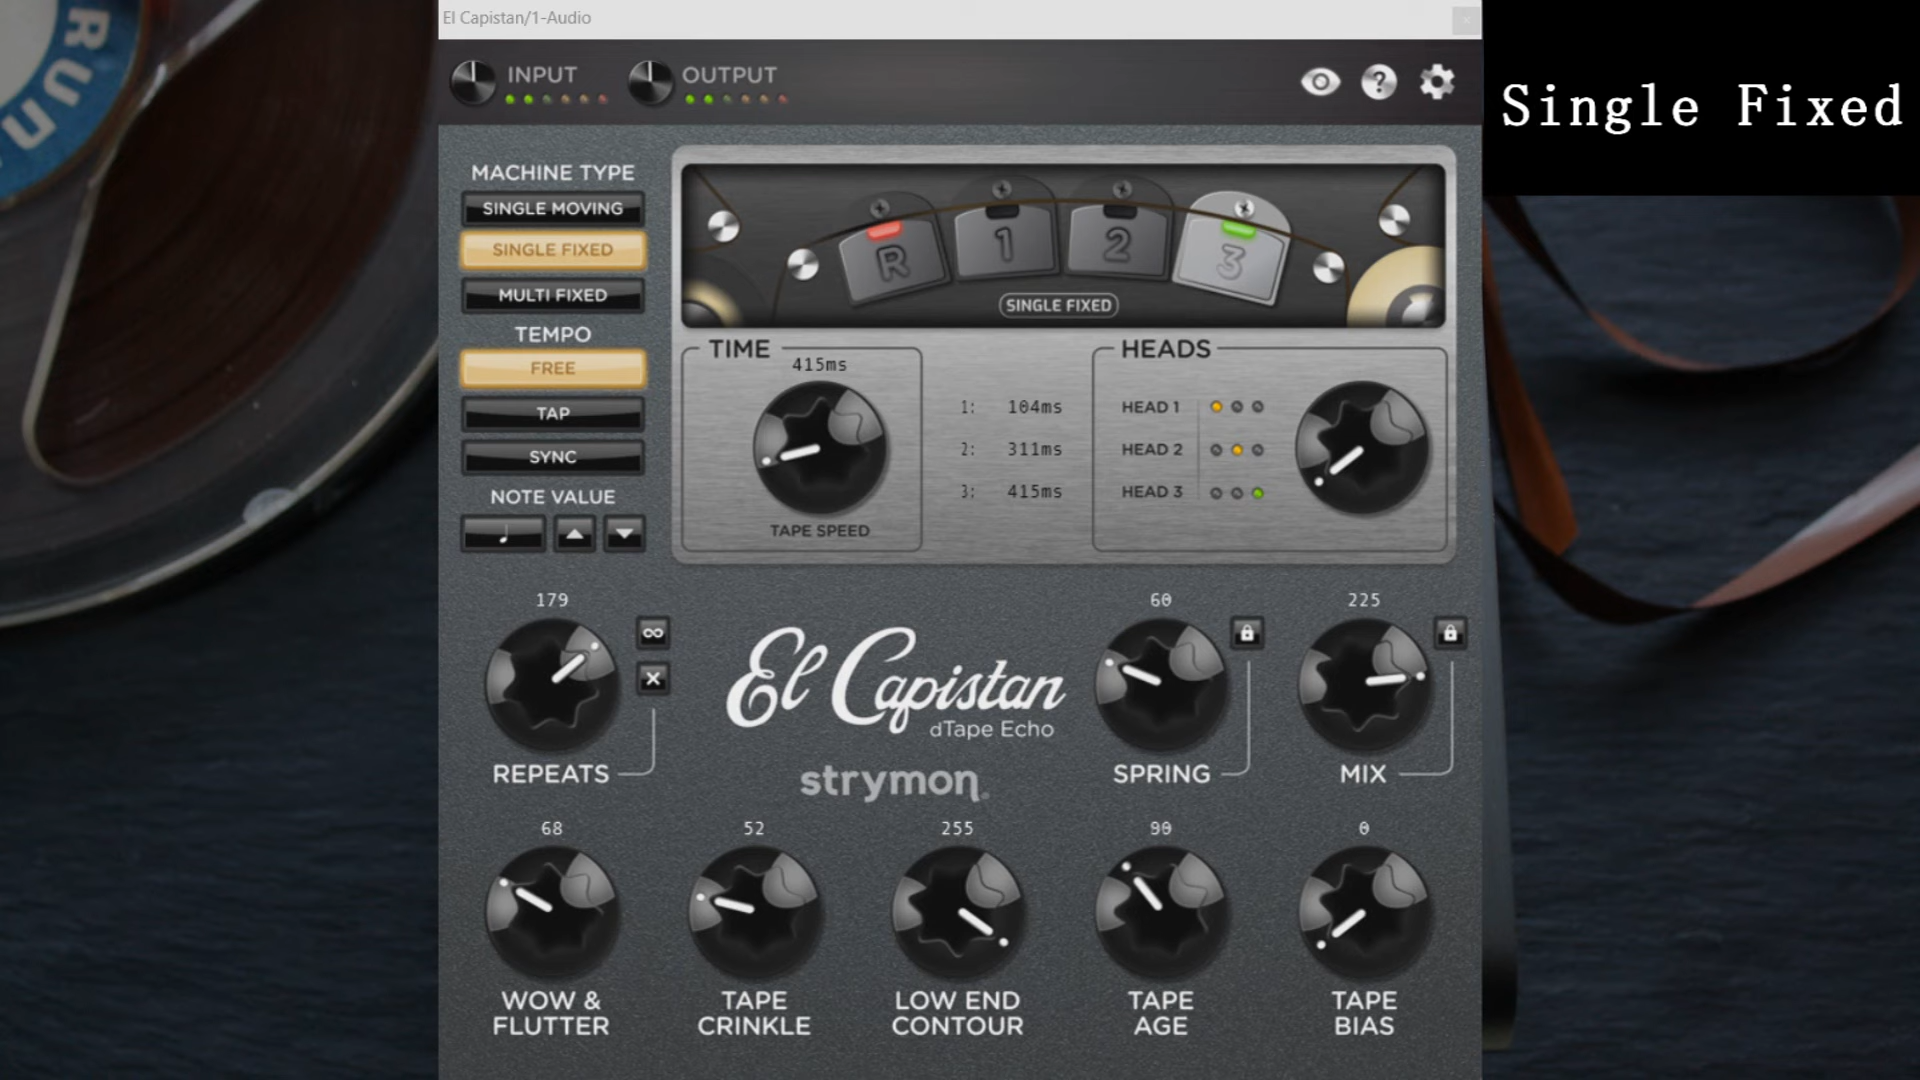 El Capistan/1-Audio
RUN
INPUT
OUTPUT
?
Single Fixed
MACHINE TYPE
SINGLE MOVING
SINGLE FIXED
MULTI FIXED
TEMPO
FREE
TAP
SYNC
NOTE VALUE
R 1 2 3
SINGLE FIXED
TIME
415ms
TAPE SPEED
1: 104ms
2: 311ms
3: 415ms
HEADS
HEAD 1
HEAD 2
HEAD 3
179
REPEATS
El Capistan
dTape Echo
strymon
60
SPRING
225
MIX
68
WOW &
FLUTTER
52
TAPE
CRINKLE
255
LOW END
CONTOUR
90
TAPE
AGE
0
TAPE
BIAS